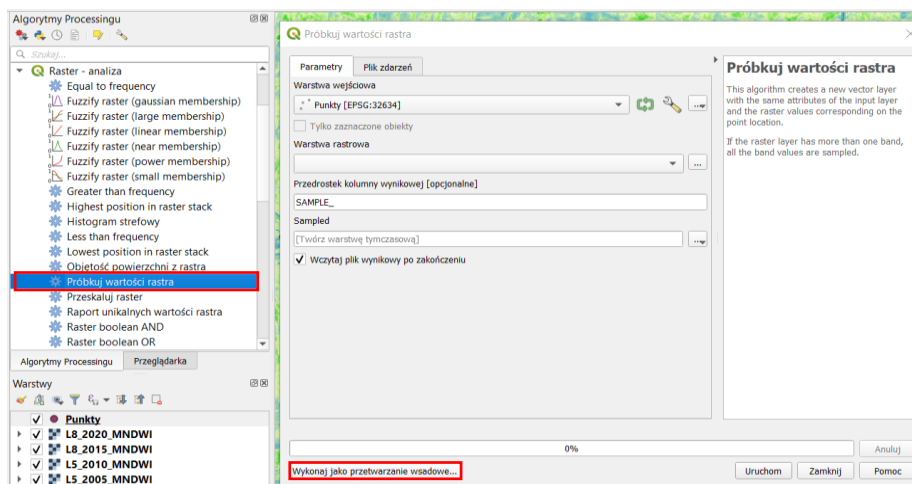 Algorytmy Processingu
Szukaj...
Raster - analiza
Equal to frequency
Fuzzify raster (gaussian membership)
Fuzzify raster (large membership)
Fuzzify raster (linear membership)
Fuzzify raster (near membership)
Fuzzify raster (power membership)
Fuzzify raster (small membership)
Greater than frequency
Highest position in raster stack
Histogram strefowy
Less than frequency
Lowest position in raster stack
Objętość powierzchni z rastra
Próbkuj wartości rastra
Przeskaluj raster
Raport unikalnych wartości rastra
Raster boolean AND
Raster boolean OR
Algorytmy Processingu
Przeglądarka
Warstwy
Punkty
L8_2020_MNDWI
L8_2015_MNDWI
L5_2010_MNDWI
L5_2005_MNDWI
Próbkuj wartości rastra
Parametry
Plik zdarzeń
Warstwa wejściowa
Punkty [EPSG:32634]
Tylko zaznaczone obiekty
Warstwa rastrowa
...
Przedrostek kolumny wynikowej [opcjonalne]
SAMPLE_
Sampled
[Twórz warstwę tymczasową]
Wczytaj plik wynikowy po zakończeniu
Próbkuj wartości rastra
This algorithm creates a new vector layer
with the same attributes of the input layer
and the raster values corresponding on the
point location.
If the raster layer has more than one band,
all the band values are sampled.
0%
Anuluj
Wykonaj jako przetwarzanie wsadowe...
Uruchom
Zamknij
Pomoc